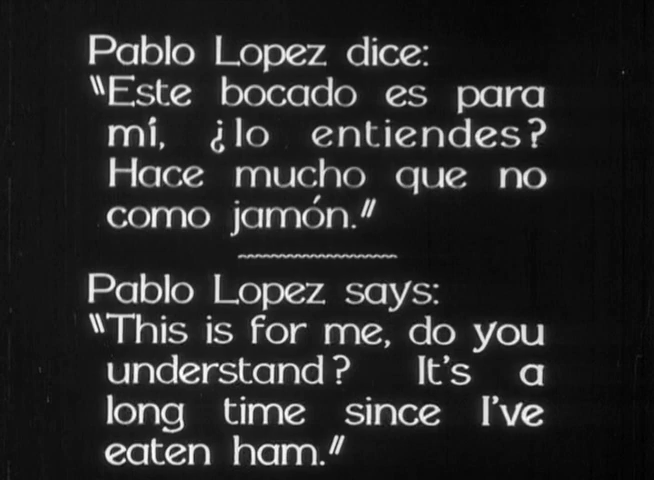 Pablo Lopez dice:
"Este bocado es para
mí, ¿lo entiendes?
Hace mucho que no
como jamón."
Pablo Lopez says:
"This is for me, do you
understand? It's a
long time since I've
eaten ham."